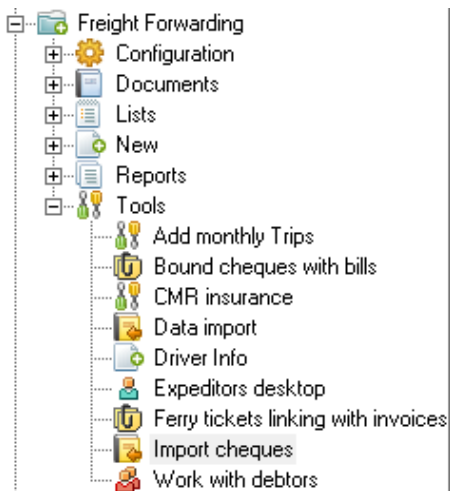 Freight Forwarding
Configuration
Documents
Lists
New
Reports
Tools
Add monthly Trips
Bound cheques with bills
CMR insurance
Data import
Driver Info
Expeditors desktop
Ferry tickets linking with invoices
Import cheques
Work with debtors